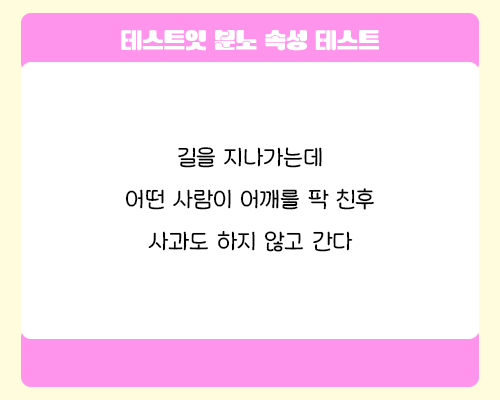 테스트잇 분노 속성 테스트
길을 지나가는데
어떤 사람이 어깨를 팍 친후
사과도 하지 않고 간다